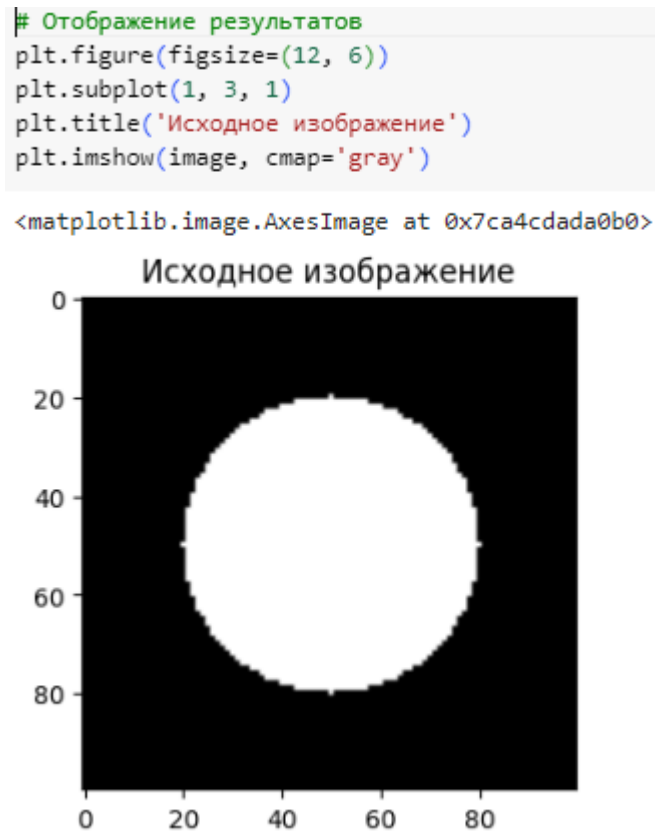 # Отображение результатов
plt.figure(figsize=(12, 6))
plt.subplot(1, 3, 1)
plt.title('Исходное изображение')
plt.imshow(image, cmap='gray')
<matplotlib.image.AxesImage at 0x7ca4cdada0b0>
Исходное изображение
0
20
40
60
80
0 20 40 60 80